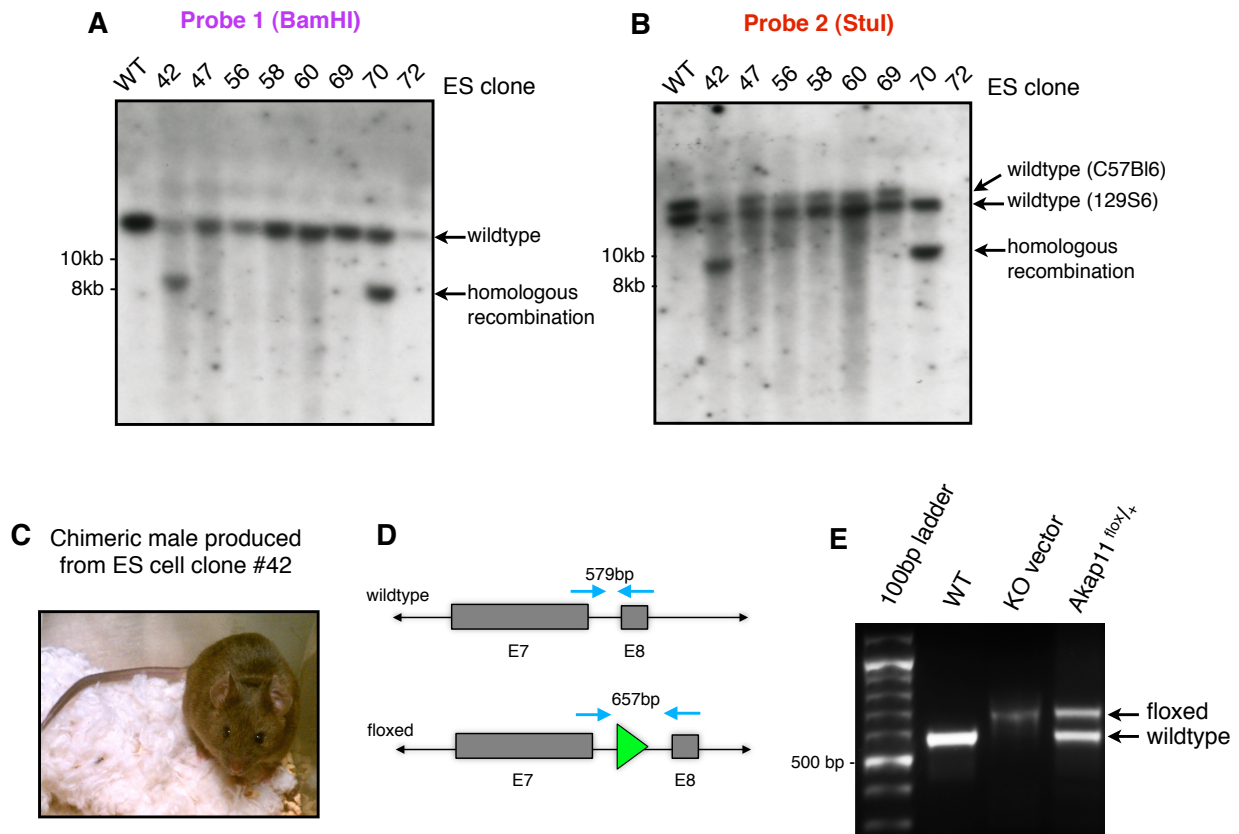 A
Probe 1 (BamHI)
WT 42 47 56 58 60 69 70 72
ES clone
10kb
8kb
wildtype
homologous
recombination
B
Probe 2 (StuI)
WT 42 47 56 58 60 69 70 72
ES clone
10kb
8kb
wildtype (C57Bl6)
wildtype (129S6)
homologous
recombination
C
Chimeric male produced
from ES cell clone #42
D
579bp
wildtype
E7 E8
657bp
floxed
E7 E8
E
100bp ladder
WT
KO vector
Akap11 flox/+
500 bp
floxed
wildtype